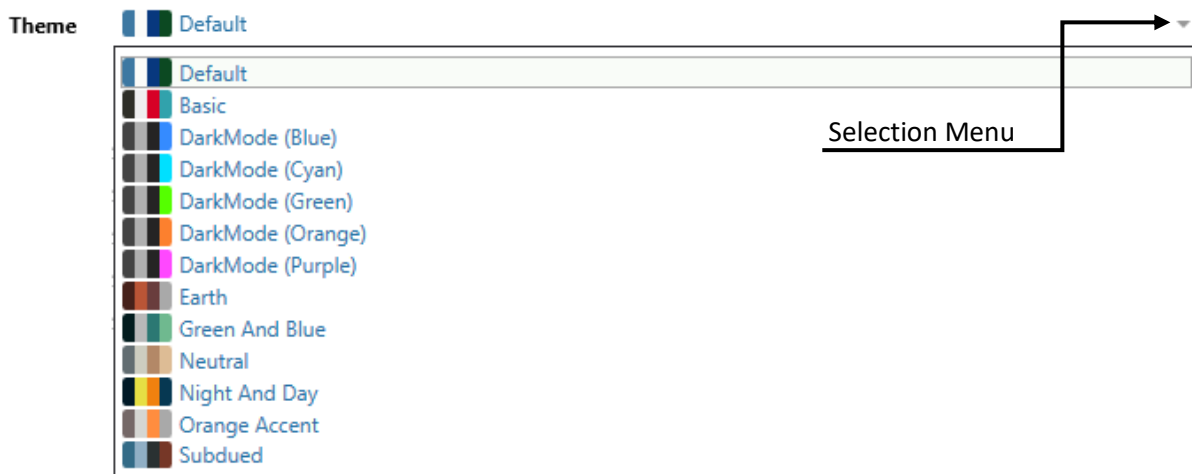 Theme Default
Default
Basic
DarkMode (Blue)
Selection Menu
DarkMode (Cyan)
DarkMode (Green)
DarkMode (Orange)
DarkMode (Purple)
Earth
Green And Blue
Neutral
Night And Day
Orange Accent
Subdued